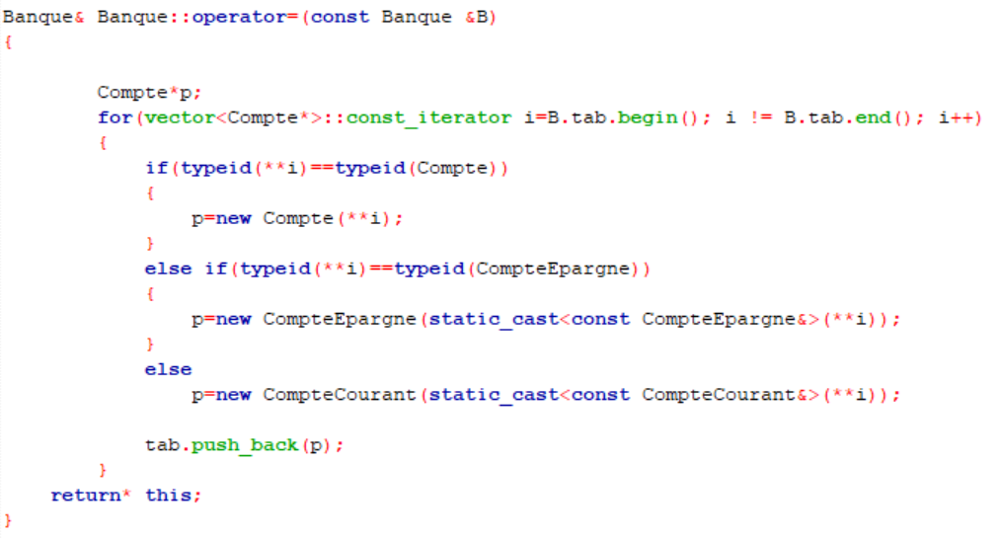 Banque& Banque::operator=(const Banque &B)
{
Compte*p;
for(vector<Compte*>::const_iterator i=B.tab.begin(); i != B.tab.end(); i++)
{
if(typeid(**i)==typeid(Compte))
{
p=new Compte(**i);
}
else if(typeid(**i)==typeid(CompteEpargne))
{
p=new CompteEpargne(static_cast<const CompteEpargne&>(**i));
}
else
p=new CompteCourant(static_cast<const CompteCourant&>(**i));
tab.push_back(p);
}
return* this;
}